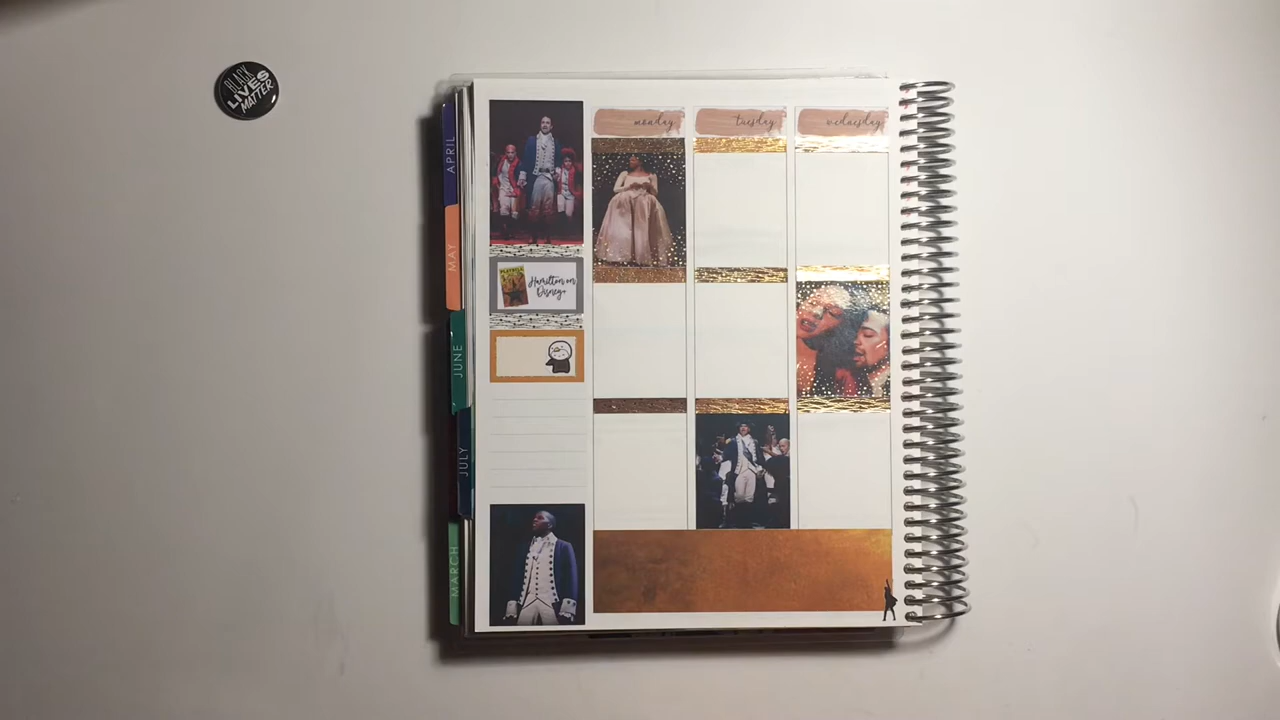 BLACK
LIVES
MATTER
monday
tuesday
wednesday
APRIL
MAY
JUNE
JULY
MARCH
Hamilton on
Disney+